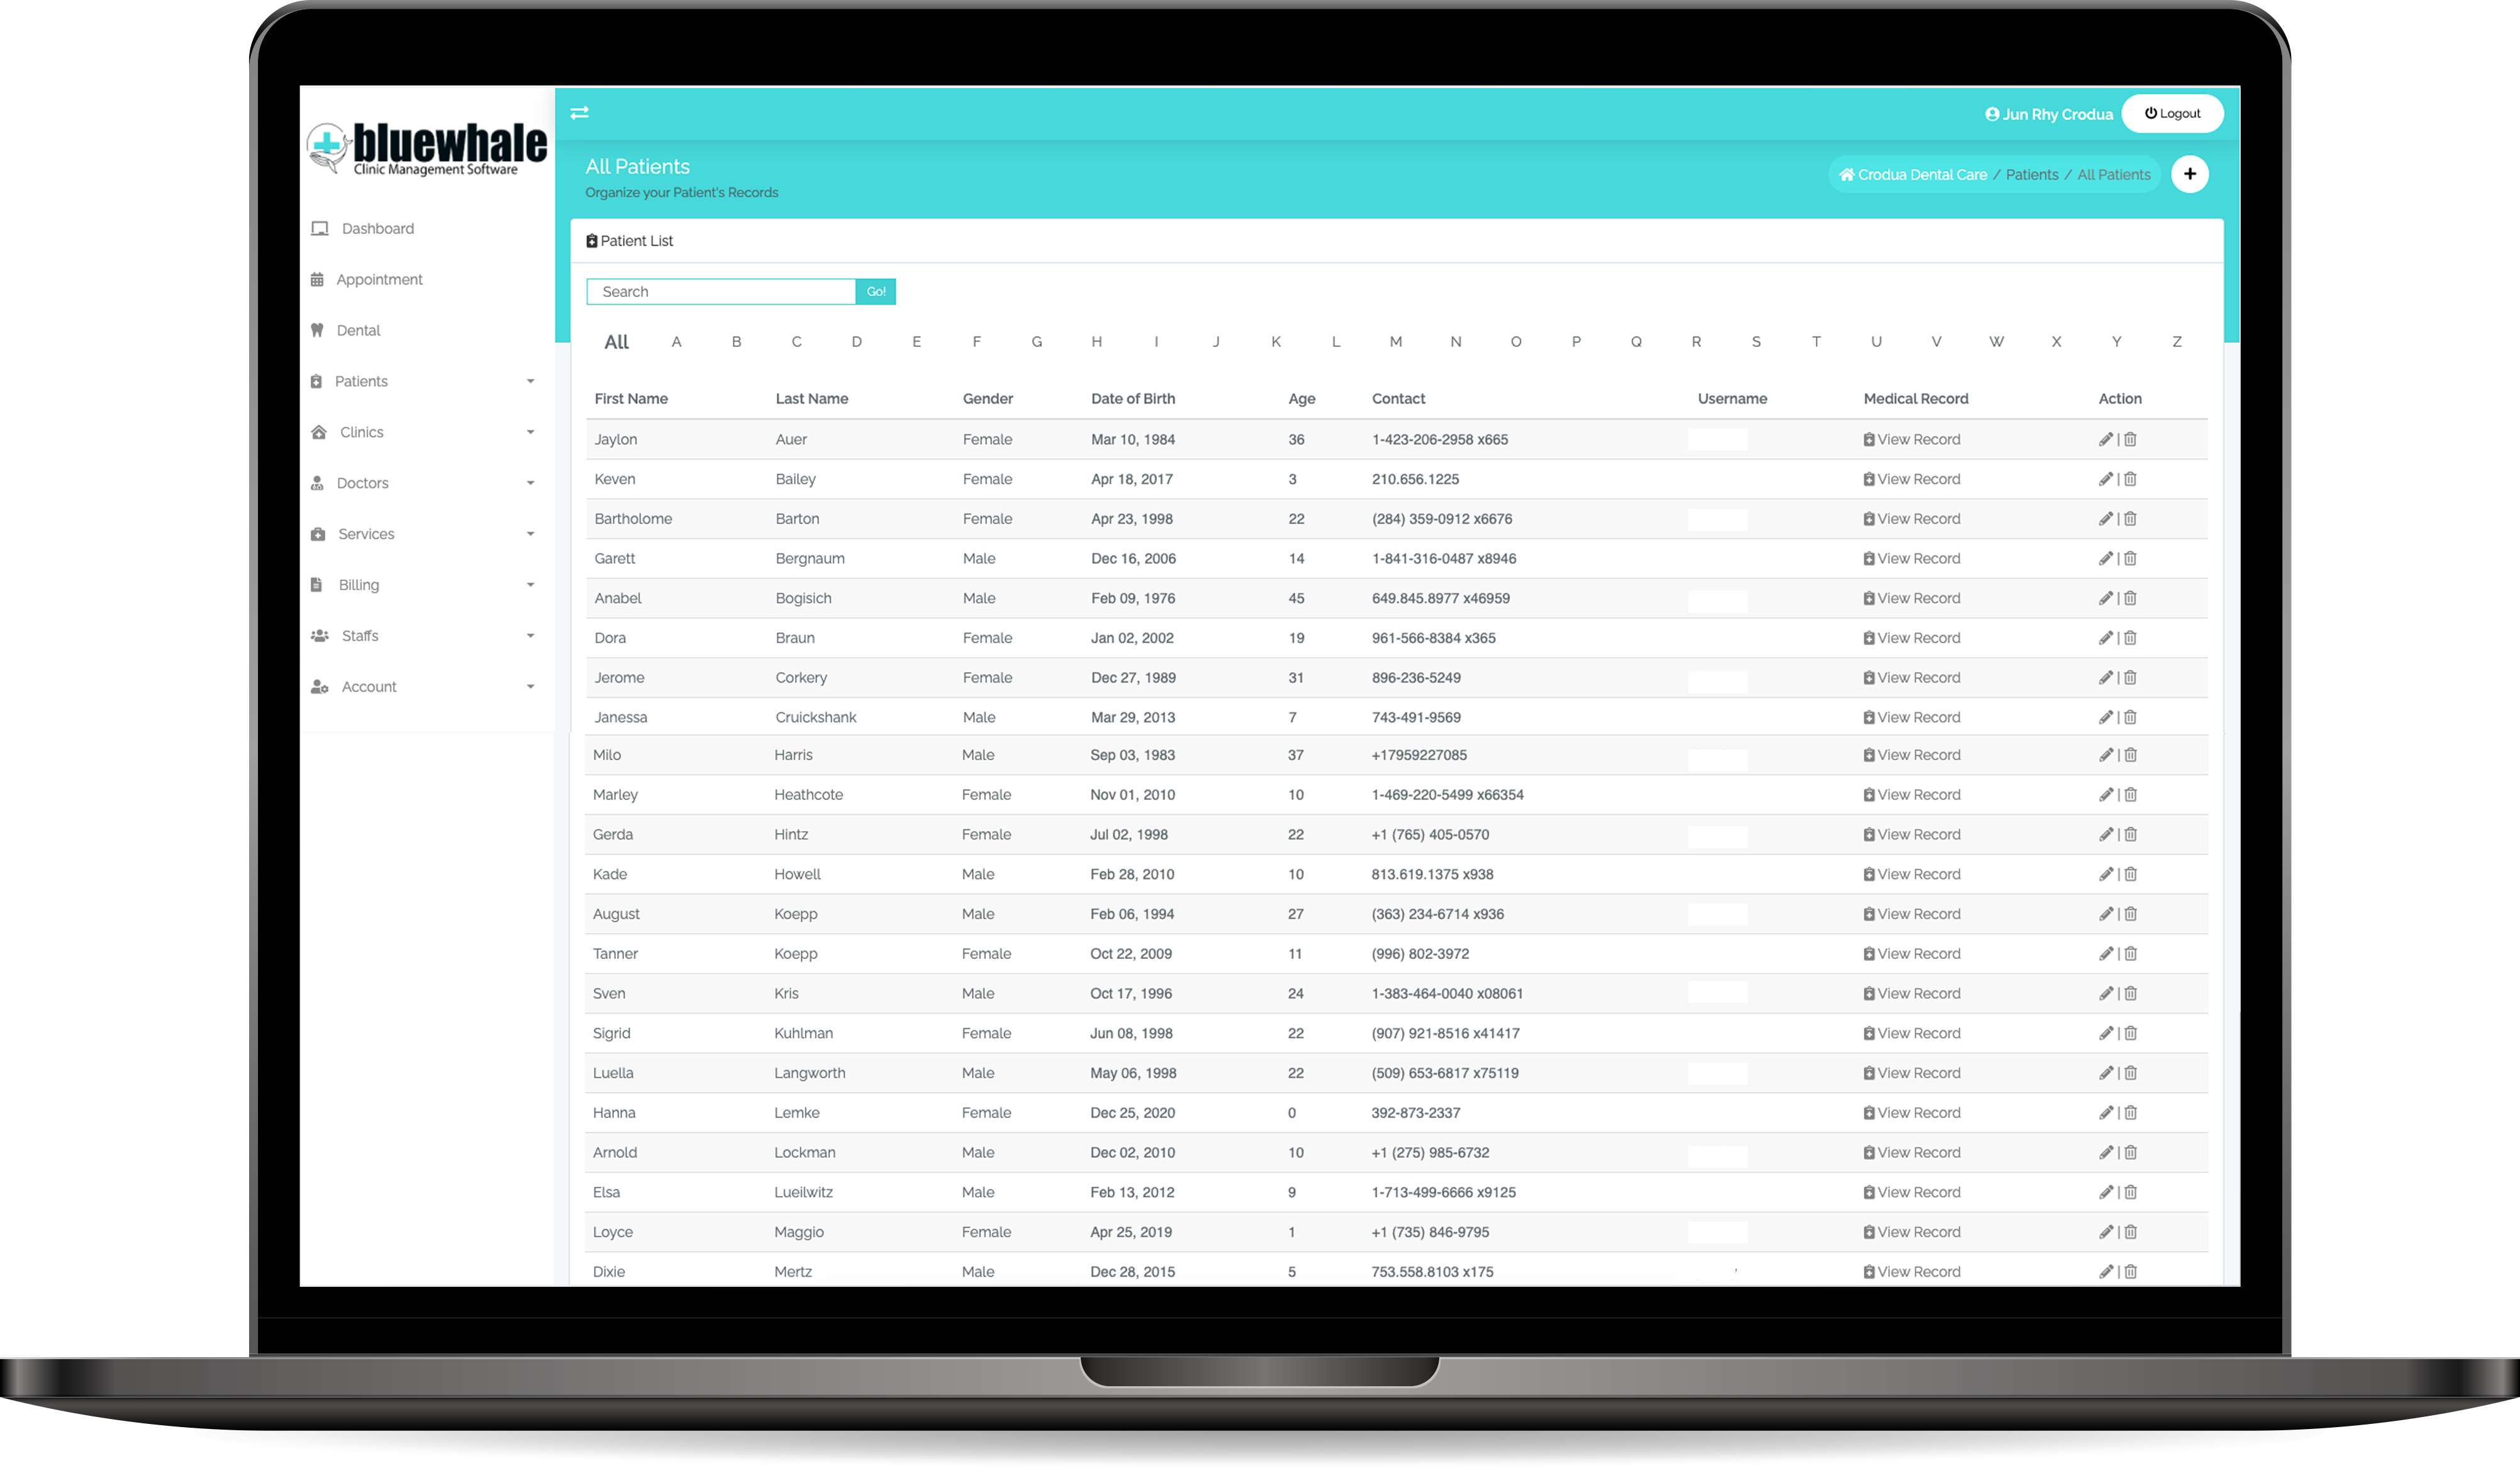 bluewhale
Clinic Management Software
Jun Rhy Crodua Logout
All Patients
Organize your Patient's Records
Crodua Dental Care / Patients / All Patients +
Dashboard
Appointment
Dental
Patients
Clinics
Doctors
Services
Billing
Staffs
Account
Patient List
Search Go!
All A B C D E F G H I J K L M N O P Q R S T U V W X Y Z
First Name Last Name Gender Date of Birth Age Contact Username Medical Record Action
Jaylon Auer Female Mar 10, 1984 36 1-423-206-2958 x665 View Record |
Keven Bailey Female Apr 18, 2017 3 210.656.1225 View Record |
Bartholome Barton Female Apr 23, 1998 22 (284) 359-0912 x6676 View Record |
Garett Bergnaum Male Dec 16, 2006 14 1-841-316-0487 x8946 View Record |
Anabel Bogisich Male Feb 09, 1976 45 649.845.8977 x46959 View Record |
Dora Braun Female Jan 02, 2002 19 961-566-8384 x365 View Record |
Jerome Corkery Female Dec 27, 1989 31 896-236-5249 View Record |
Janessa Cruickshank Male Mar 29, 2013 7 743-491-9569 View Record |
Milo Harris Male Sep 03, 1983 37 +17959227085 View Record |
Marley Heathcote Female Nov 01, 2010 10 1-469-220-5499 x66354 View Record |
Gerda Hintz Female Jul 02, 1998 22 +1 (765) 405-0570 View Record |
Kade Howell Male Feb 28, 2010 10 813.619.1375 x938 View Record |
August Koepp Male Feb 06, 1994 27 (363) 234-6714 x936 View Record |
Tanner Koepp Female Oct 22, 2009 11 (996) 802-3972 View Record |
Sven Kris Male Oct 17, 1996 24 1-383-464-0040 x08061 View Record |
Sigrid Kuhlman Female Jun 08, 1998 22 (907) 921-8516 x41417 View Record |
Luella Langworth Male May 06, 1998 22 (509) 653-6817 x75119 View Record |
Hanna Lemke Female Dec 25, 2020 0 392-873-2337 View Record |
Arnold Lockman Male Dec 02, 2010 10 +1 (275) 985-6732 View Record |
Elsa Lueilwitz Male Feb 13, 2012 9 1-713-499-6666 x9125 View Record |
Loyce Maggio Female Apr 25, 2019 1 +1 (735) 846-9795 View Record |
Dixie Mertz Male Dec 28, 2015 5 753.558.8103 x175 View Record |